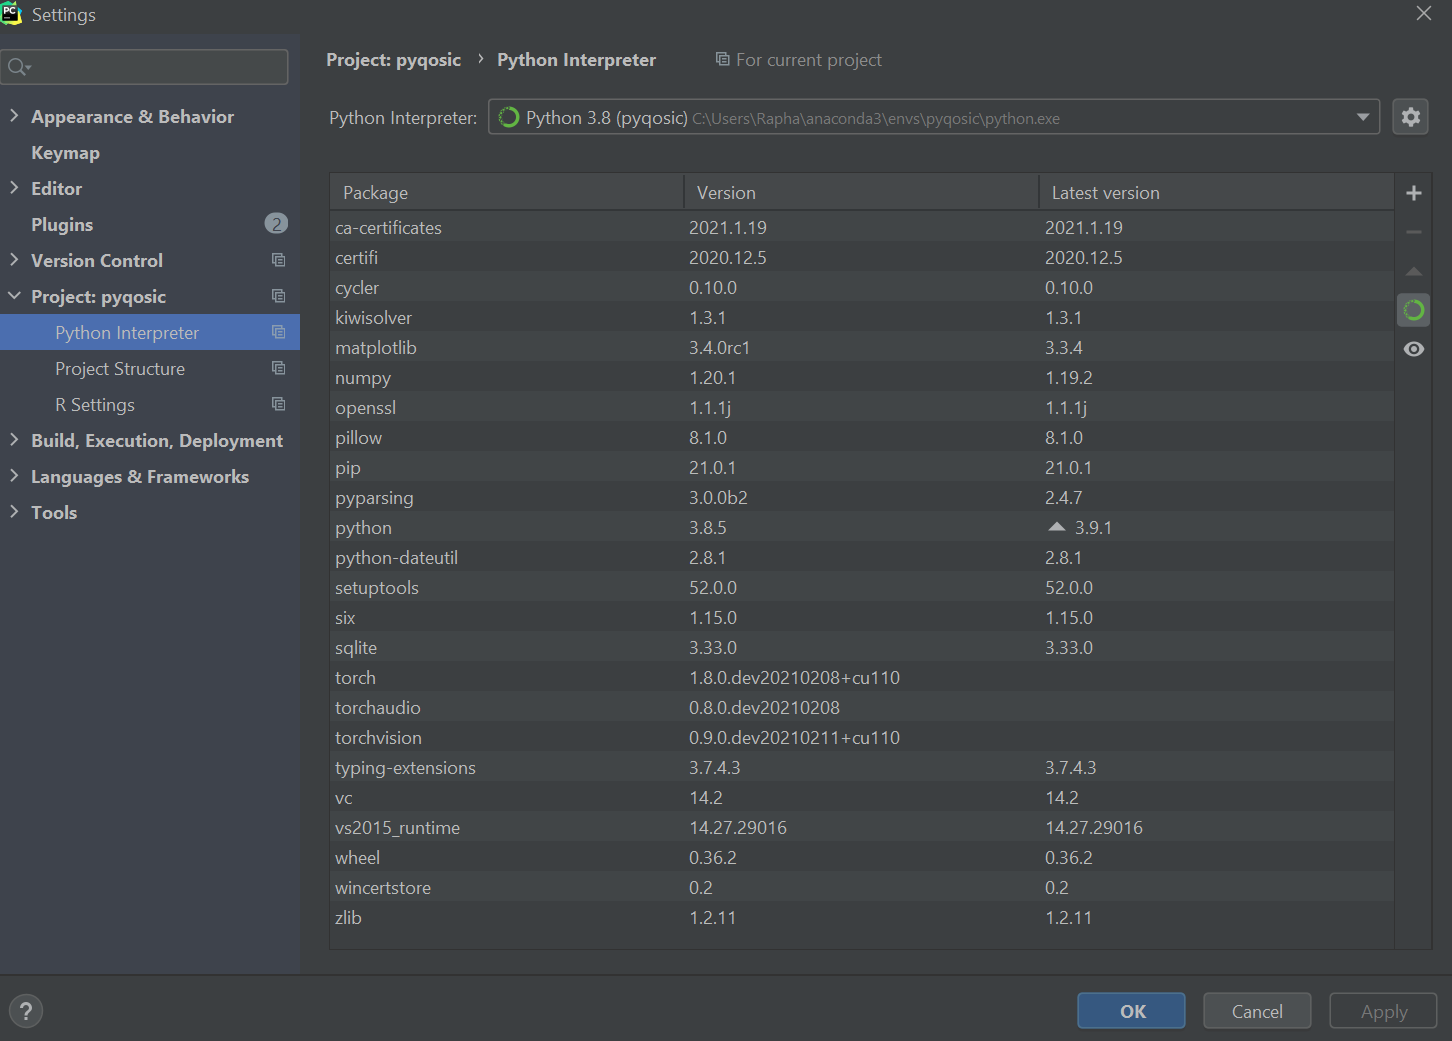 PC
Settings
Project: pyqosic › Python Interpreter For current project
Python Interpreter: Python 3.8 (pyqosic) C:\Users\Rapha\anaconda3\envs\pyqosic\python.exe
Appearance & Behavior
Keymap
Editor
Plugins 2
Version Control
Project: pyqosic
Python Interpreter
Project Structure
R Settings
Build, Execution, Deployment
Languages & Frameworks
Tools
Package Version Latest version
ca-certificates 2021.1.19 2021.1.19
certifi 2020.12.5 2020.12.5
cycler 0.10.0 0.10.0
kiwisolver 1.3.1 1.3.1
matplotlib 3.4.0rc1 3.3.4
numpy 1.20.1 1.19.2
openssl 1.1.1j 1.1.1j
pillow 8.1.0 8.1.0
pip 21.0.1 21.0.1
pyparsing 3.0.0b2 2.4.7
python 3.8.5 3.9.1
python-dateutil 2.8.1 2.8.1
setuptools 52.0.0 52.0.0
six 1.15.0 1.15.0
sqlite 3.33.0 3.33.0
torch 1.8.0.dev20210208+cu110
torchaudio 0.8.0.dev20210208
torchvision 0.9.0.dev20210211+cu110
typing-extensions 3.7.4.3 3.7.4.3
vc 14.2 14.2
vs2015_runtime 14.27.29016 14.27.29016
wheel 0.36.2 0.36.2
wincertstore 0.2 0.2
zlib 1.2.11 1.2.11
? OK Cancel Apply